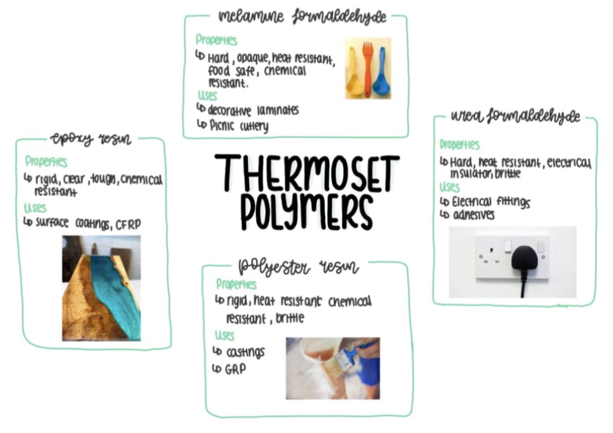 melamine formaldehyde
Properties
↳ Hard, opaque, heat resistant,
food safe, chemical
resistant.
Uses
↳ decorative laminates
↳ Picnic cutlery
urea formaldehyde
Properties
↳ Hard, heat resistant, electrical
insulator, brittle
Uses
↳ Electrical fittings
↳ adhesives
epoxy resin
Properties
↳ rigid, clear, tough, chemical
resistant
Uses
↳ surface coatings, CFRP
THERMOSET
POLYMERS
polyester resin
Properties
↳ rigid, heat resistant chemical
resistant, brittle
Uses
↳ castings
↳ GRP